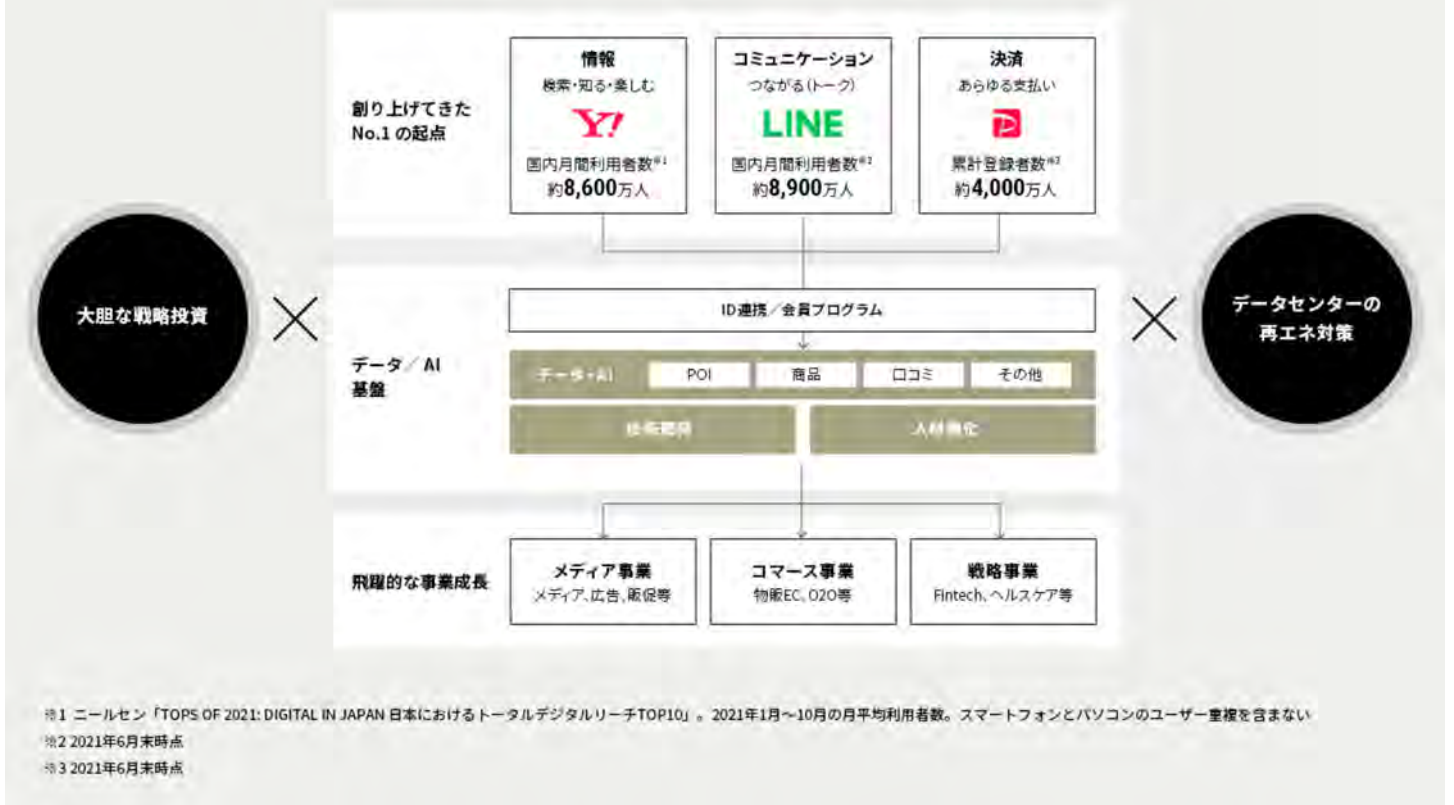 情報
検索・知る・楽しむ
Y!
国内月間利用者数※1
約8,600万人
コミュニケーション
つながる(トーク)
LINE
国内月間利用者数※2
約8,900万人
決済
あらゆる支払い
P
累計登録者数※3
約4,000万人
創り上げてきた
No.1 の起点
大胆な戦略投資
データセンターの
再エネ対策
ID連携/会員プログラム
データ/ AI
基盤
データ・AI
POI
商品
口コミ
その他
人材強化
飛躍的な事業成長
メディア事業
メディア、広告、販促等
コマース事業
物販EC、O2O等
戦略事業
Fintech、ヘルスケア等
※1 ニールセン「TOPS OF 2021: DIGITAL IN JAPAN 日本におけるトータルデジタルリーチTOP10」。2021年1月~10月の月平均利用者数。スマートフォンとパソコンのユーザー重複を含まない
※2 2021年6月末時点
※3 2021年6月末時点